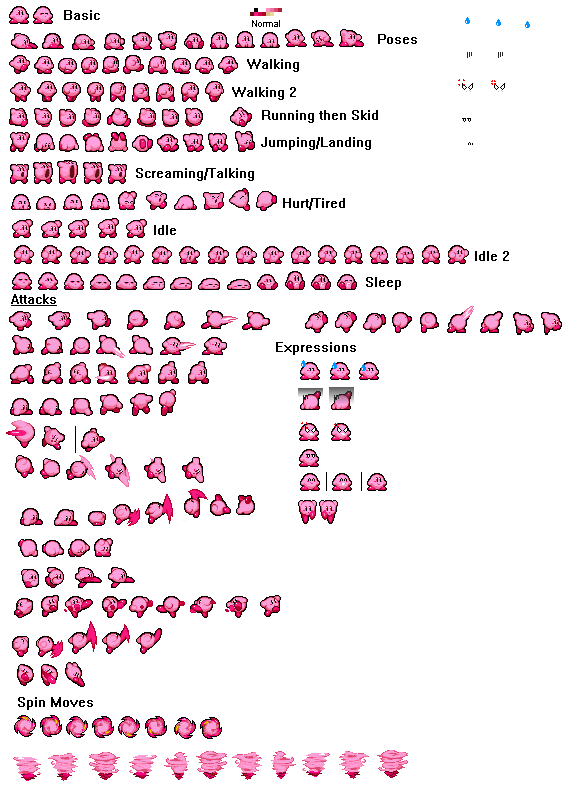 Basic
Normal
Poses
Walking
Walking 2
Running then Skid
Jumping/Landing
Screaming/Talking
Hurt/Tired
Idle
Idle 2
Sleep
Attacks
Expressions
Spin Moves